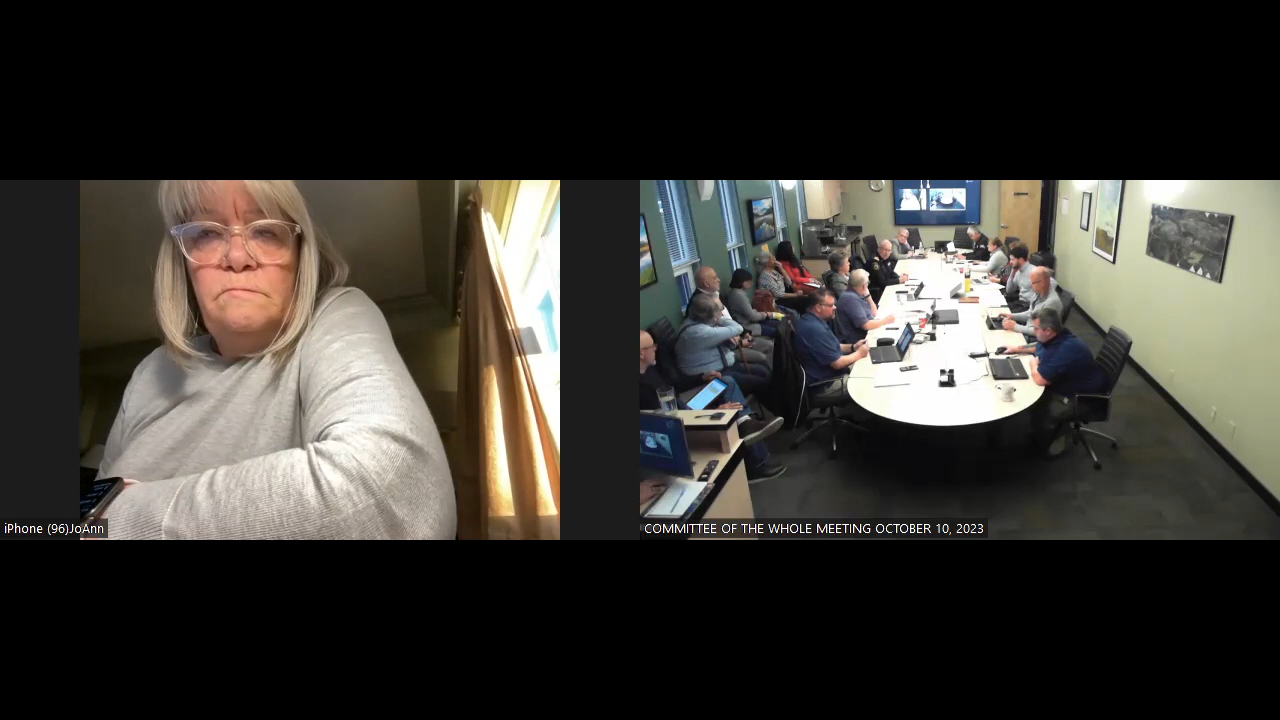 iPhone (96)JoAnn
COMMITTEE OF THE WHOLE MEETING OCTOBER 10, 2023